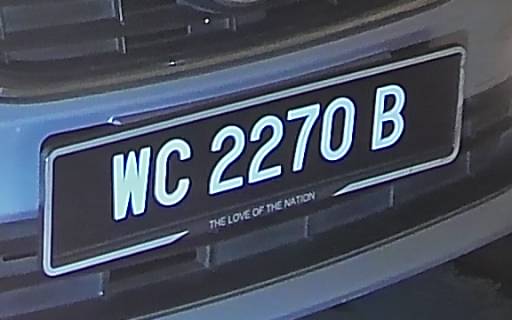 WC 2270 B
THE LOVE OF THE NATION